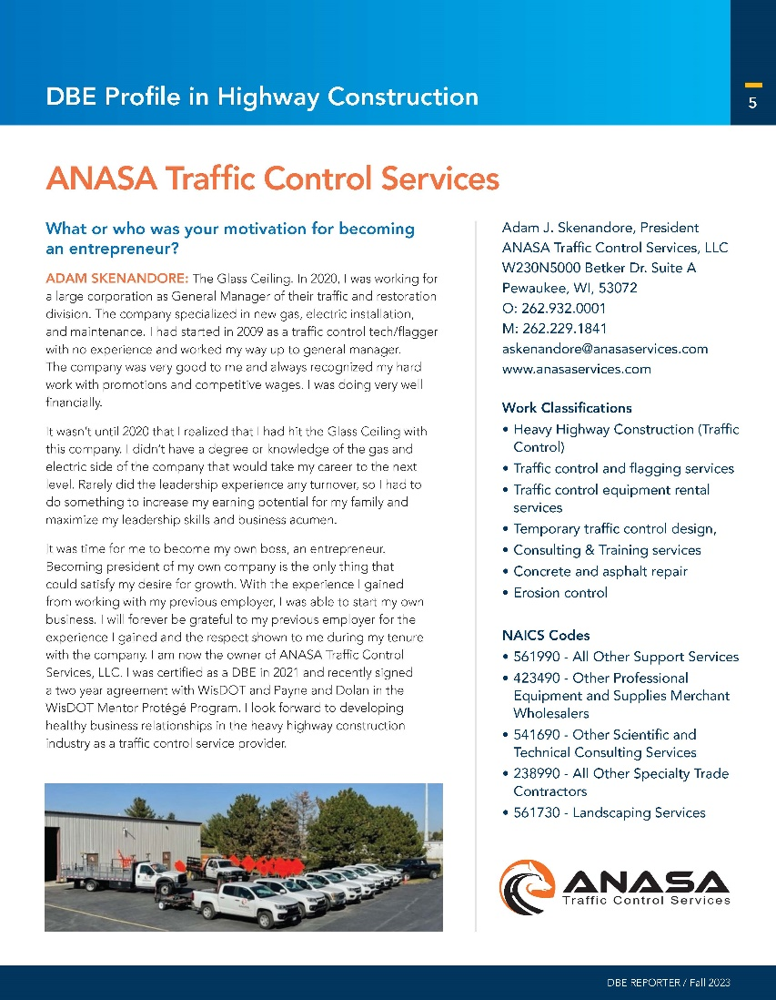 DBE Profile in Highway Construction
5
ANASA Traffic Control Services
What or who was your motivation for becoming
an entrepreneur?
ADAM SKENANDORE: The Glass Ceiling. In 2020, I was working for
a large corporation as General Manager of their traffic and restoration
division. The company specialized in new gas, electric installation,
and maintenance. I had started in 2009 as a traffic control tech/flagger
with no experience and worked my way up to general manager.
The company was very good to me and always recognized my hard
work with promotions and competitive wages. I was doing very well
financially.
It wasn't until 2020 that I realized that I had hit the Glass Ceiling with
this company. I didn't have a degree or knowledge of the gas and
electric side of the company that would take my career to the next
level. Rarely did the leadership experience any turnover, so I had to
do something to increase my earning potential for my family and
maximize my leadership skills and business acumen.
It was time for me to become my own boss, an entrepreneur.
Becoming president of my own company is the only thing that
could satisfy my desire for growth. With the experience I gained
from working with my previous employer, I was able to start my own
business. I will forever be grateful to my previous employer for the
experience I gained and the respect shown to me during my tenure
with the company. I am now the owner of ANASA Traffic Control
Services, LLC. I was certified as a DBE in 2021 and recently signed
a two year agreement with WisDOT and Payne and Dolan in the
WisDOT Mentor Protégé Program. I look forward to developing
healthy business relationships in the heavy highway construction
industry as a traffic control service provider.
Adam J. Skenandore, President
ANASA Traffic Control Services, LLC
W230N5000 Betker Dr. Suite A
Pewaukee, WI, 53072
O: 262.932.0001
M: 262.229.1841
askenandore@anasaservices.com
www.anasaservices.com
Work Classifications
• Heavy Highway Construction (Traffic
Control)
• Traffic control and flagging services
• Traffic control equipment rental
services
• Temporary traffic control design,
• Consulting & Training services
• Concrete and asphalt repair
• Erosion control
NAICS Codes
• 561990 - All Other Support Services
• 423490 - Other Professional
Equipment and Supplies Merchant
Wholesalers
• 541690 - Other Scientific and
Technical Consulting Services
• 238990 - All Other Specialty Trade
Contractors
• 561730 - Landscaping Services
ANASA
Traffic Control Services
DBE REPORTER / Fall 2023